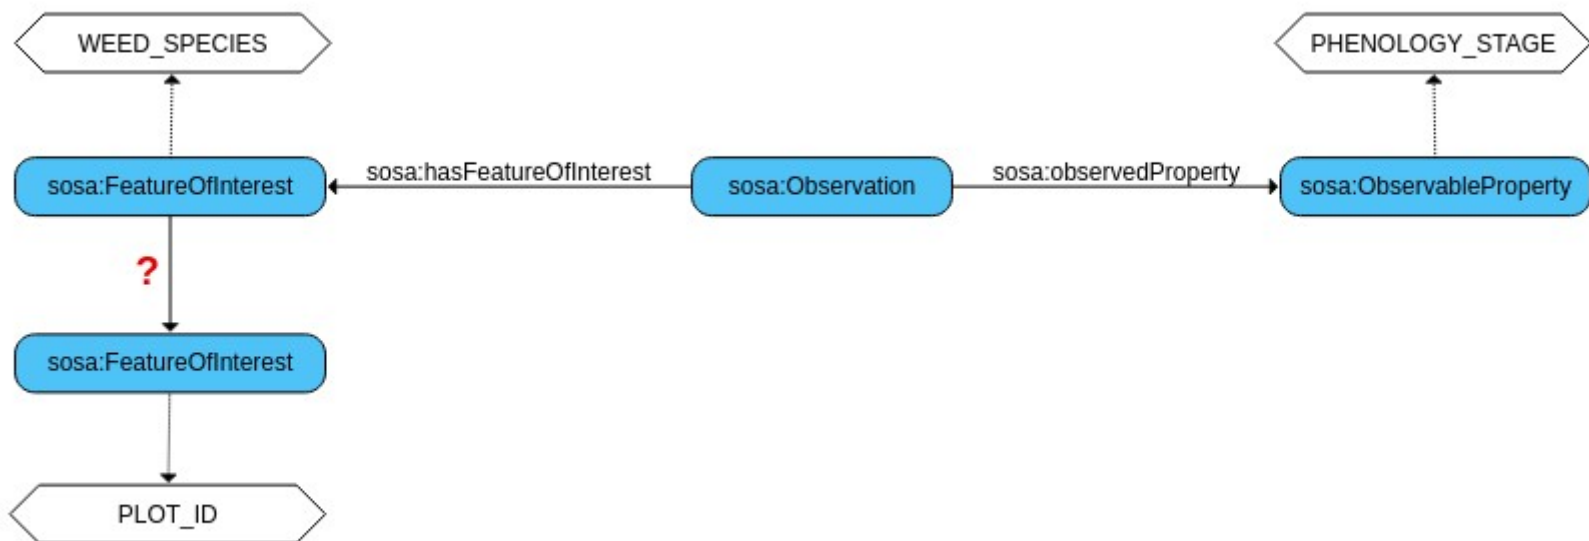 WEED_SPECIES
PHENOLOGY_STAGE
sosa:FeatureOfInterest
sosa:hasFeatureOfInterest
sosa:Observation
sosa:observedProperty
sosa:ObservableProperty
?
sosa:FeatureOfInterest
PLOT_ID